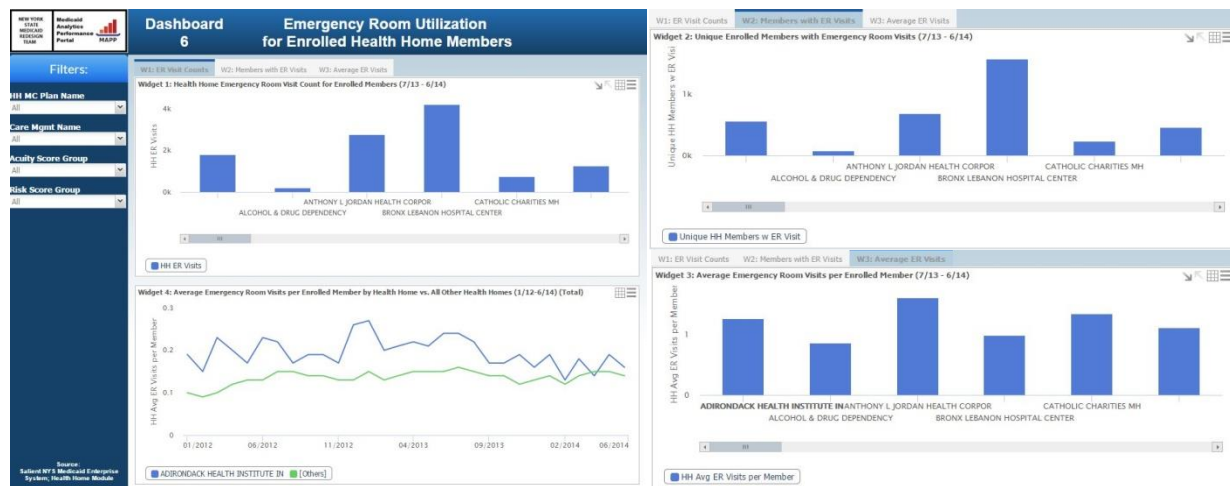 NEW YORK
STATE
MEDICAID
REDESIGN
TEAM
Medicaid
Analytics
Performance
Portal
MAPP
Dashboard
6
Emergency Room Utilization
for Enrolled Health Home Members
Filters:
HH MC Plan Name
All
Care Mgmt Name
All
Acuity Score Group
All
Risk Score Group
All
Source:
Salient NYS Medicaid Enterprise
System; Health Home Module
W1: ER Visit Counts W2: Members with ER Visits W3: Average ER Visits
Widget 1: Health Home Emergency Room Visit Count for Enrolled Members (7/13 - 6/14)
HH ER Visits
4k
2k
0k
ANTHONY L JORDAN HEALTH CORPOR CATHOLIC CHARITIES MH
ALCOHOL & DRUG DEPENDENCY BRONX LEBANON HOSPITAL CENTER
HH ER Visits
Widget 4: Average Emergency Room Visits per Enrolled Member by Health Home vs. All Other Health Homes (1/12-6/14) (Total)
HH Avg ER Visits per Member
0.3
0.2
0.1
0
01/2012 06/2012 11/2012 04/2013 09/2013 02/2014 06/2014
ADIRONDACK HEALTH INSTITUTE IN [Others]
W1: ER Visit Counts W2: Members with ER Visits W3: Average ER Visits
Widget 2: Unique Enrolled Members with Emergency Room Visits (7/13 - 6/14)
Unique HH Members w ER Visi
1k
0k
ANTHONY L JORDAN HEALTH CORPOR CATHOLIC CHARITIES MH
ALCOHOL & DRUG DEPENDENCY BRONX LEBANON HOSPITAL CENTER
Unique HH Members w ER Visit
W1: ER Visit Counts W2: Members with ER Visits W3: Average ER Visits
Widget 3: Average Emergency Room Visits per Enrolled Member (7/13 - 6/14)
HH Avg ER Visits per Member
1
0
ADIRONDACK HEALTH INSTITUTE IN ANTHONY L JORDAN HEALTH CORPOR CATHOLIC CHARITIES MH
ALCOHOL & DRUG DEPENDENCY BRONX LEBANON HOSPITAL CENTER
HH Avg ER Visits per Member